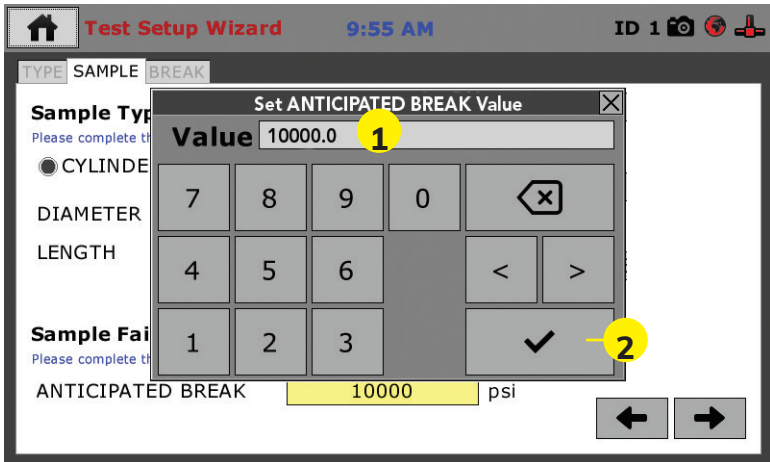 Test Setup Wizard 9:55 AM ID 1
TYPE SAMPLE BREAK
Set ANTICIPATED BREAK Value
Sample Typ
Value 10000.0 1
Please complete th
CYLINDE
7 8 9 0
DIAMETER
LENGTH
4 5 6 < >
Sample Fai
1 2 3 2
Please complete th
ANTICIPATED BREAK 10000 psi